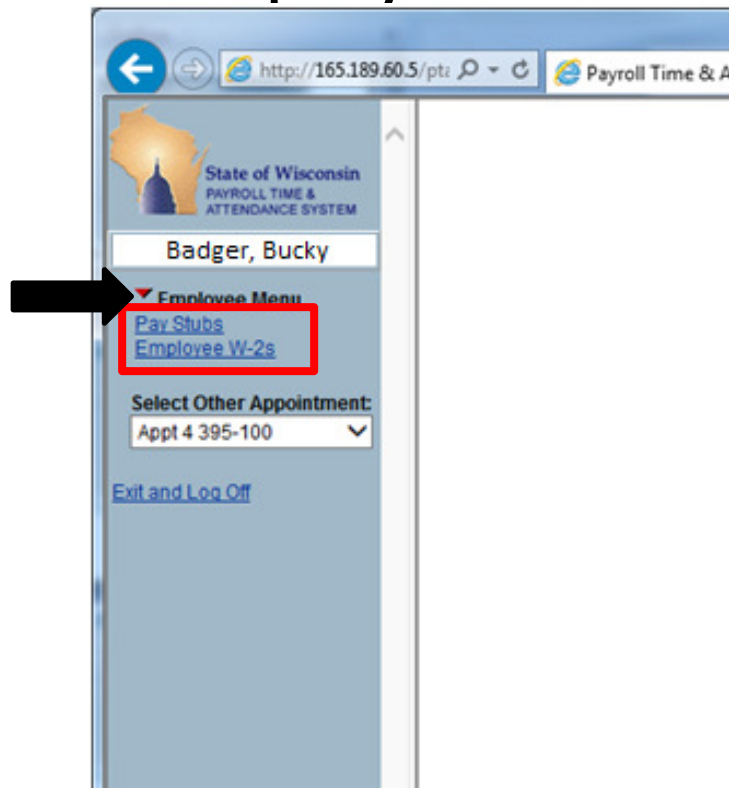 http://165.189.60.5/pta
Payroll Time & A
State of Wisconsin
PAYROLL TIME &
ATTENDANCE SYSTEM
Badger, Bucky
Employee Menu
Pay Stubs
Employee W-2s
Select Other Appointment:
Appt 4 395-100
Exit and Log Off